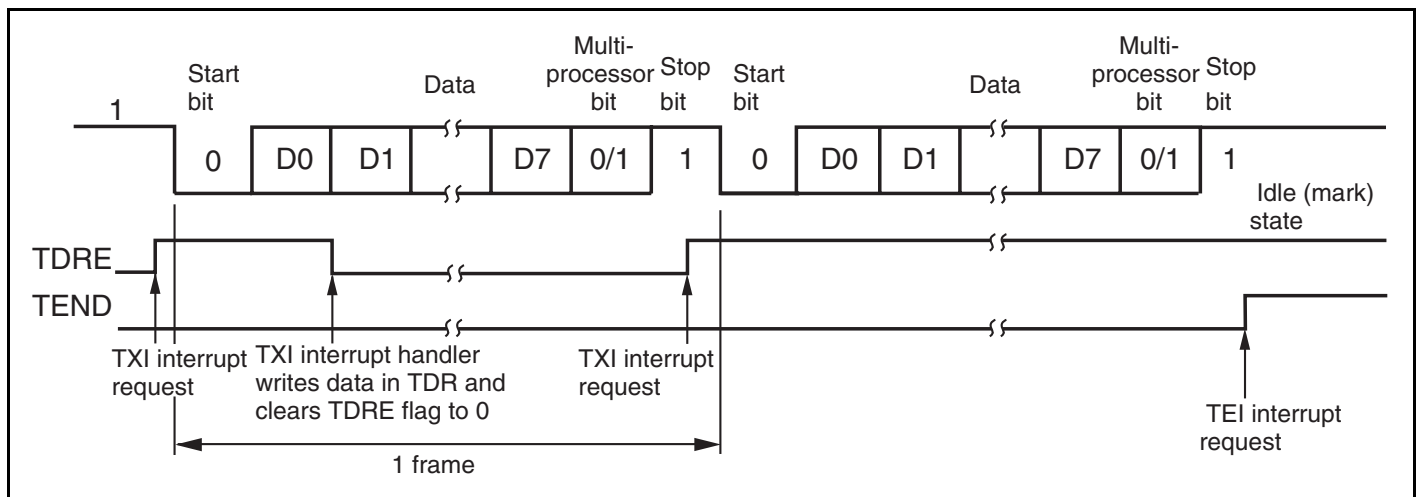 Multi-
processor
bit
Stop
bit
Start
bit
Data
Start
bit
Data
Multi-
processor
bit
Stop
bit
1
0 D0 D1 D7 0/1 1 0 D0 D1 D7 0/1 1
Idle (mark)
state
TDRE
TEND
TXI interrupt
request
TXI interrupt handler
writes data in TDR and
clears TDRE flag to 0
TXI interrupt
request
TEI interrupt
request
1 frame